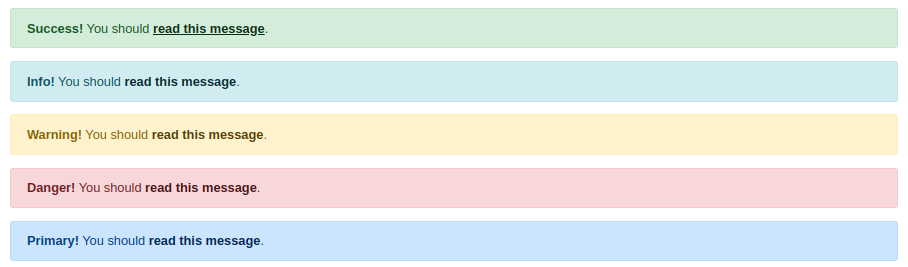 Success! You should read this message.
Info! You should read this message.
Warning! You should read this message.
Danger! You should read this message.
Primary! You should read this message.